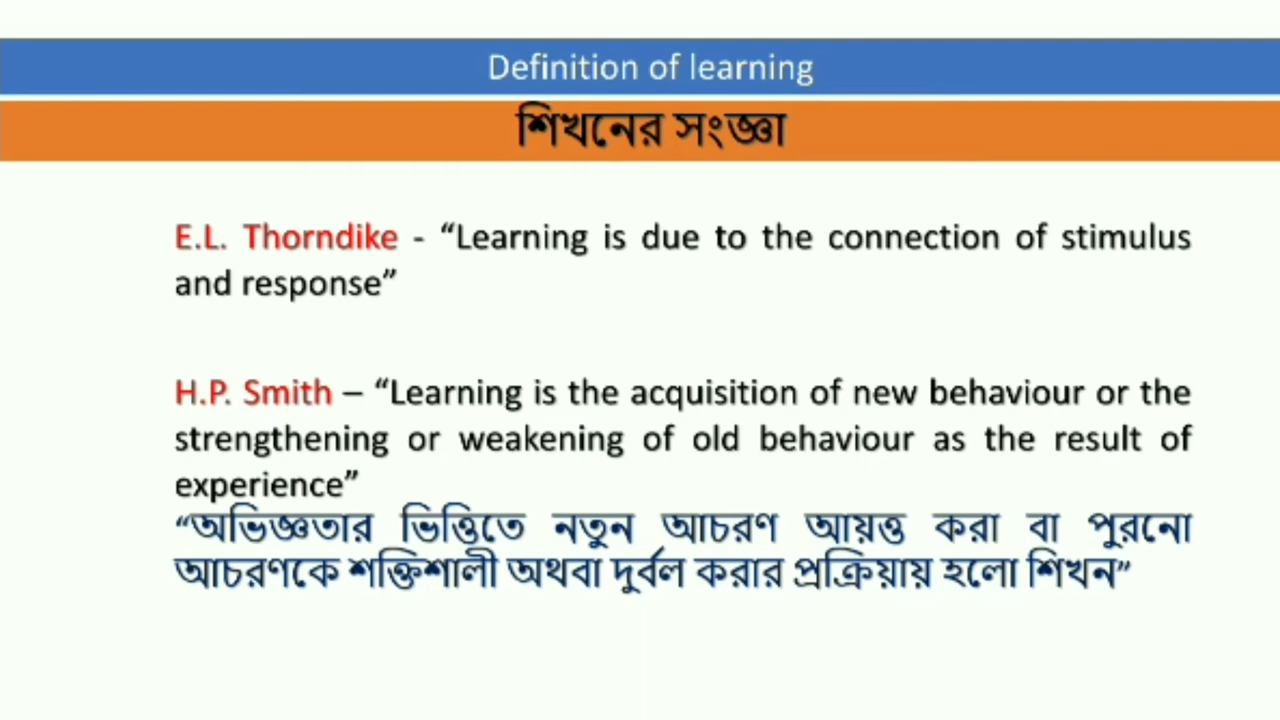 Definition of learning
শিখনের সংজ্ঞা
E.L. Thorndike - “Learning is due to the connection of stimulus
and response”
H.P. Smith – “Learning is the acquisition of new behaviour or the
strengthening or weakening of old behaviour as the result of
experience”
“অভিজ্ঞতার ভিত্তিতে নতুন আচরণ আয়ত্ত করা বা পুরনো
আচরণকে শক্তিশালী অথবা দুর্বল করার প্রক্রিয়ায় হলো শিখন”